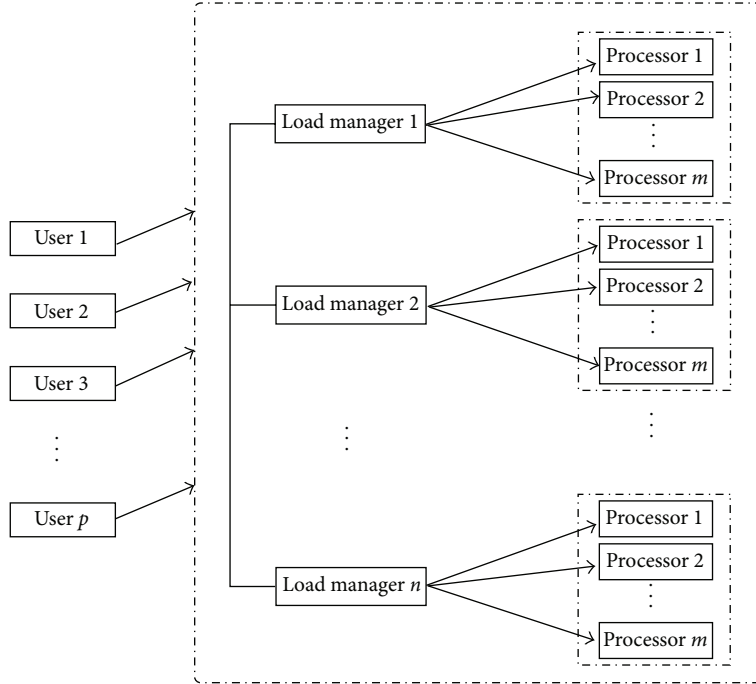 User 1
User 2
User 3
⋮
User p
Load manager 1
Load manager 2
⋮
Load manager n
Processor 1
Processor 2
⋮
Processor m
Processor 1
Processor 2
⋮
Processor m
⋮
Processor 1
Processor 2
⋮
Processor m